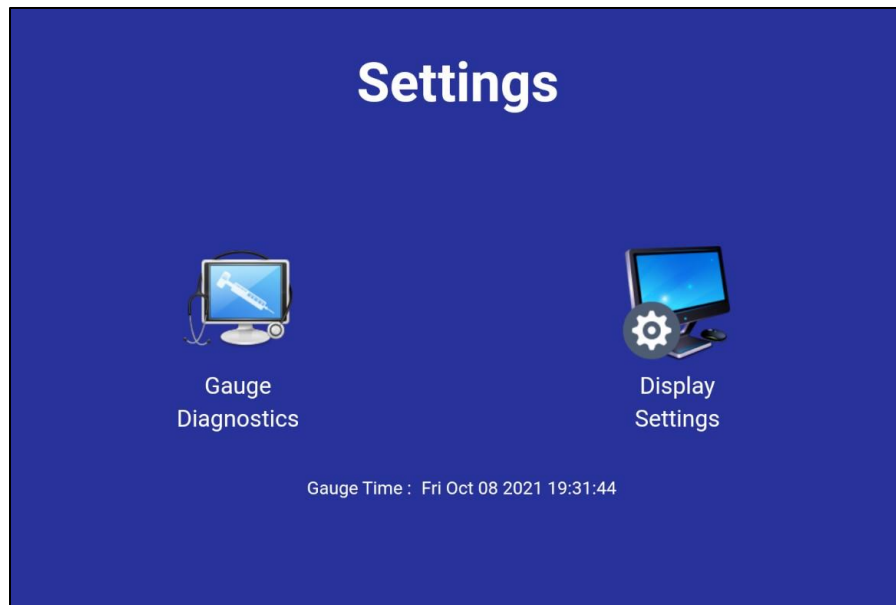 Settings
Gauge
Diagnostics
Display
Settings
Gauge Time : Fri Oct 08 2021 19:31:44